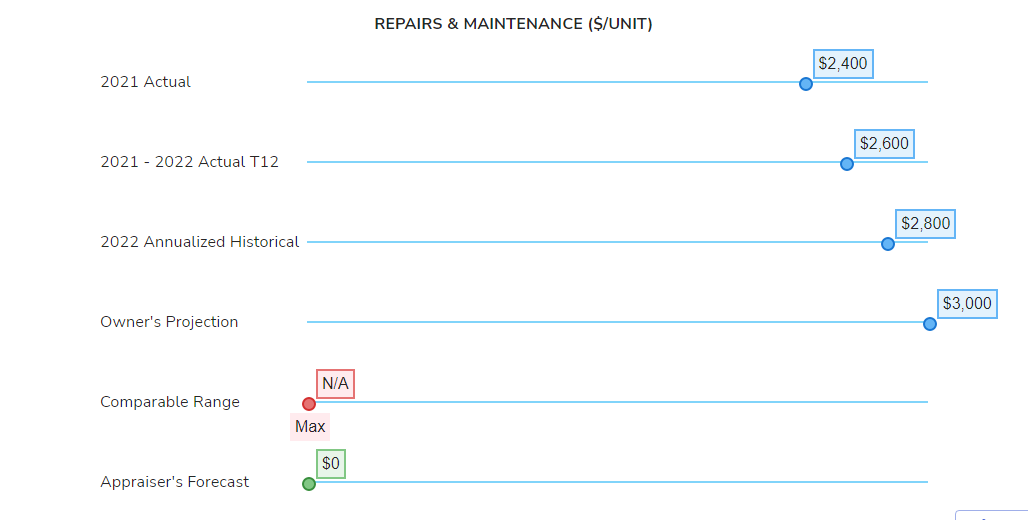 REPAIRS & MAINTENANCE ($/UNIT)
2021 Actual
$2,400
2021 - 2022 Actual T12
$2,600
2022 Annualized Historical
$2,800
Owner's Projection
$3,000
Comparable Range
N/A
Max
Appraiser's Forecast
$0